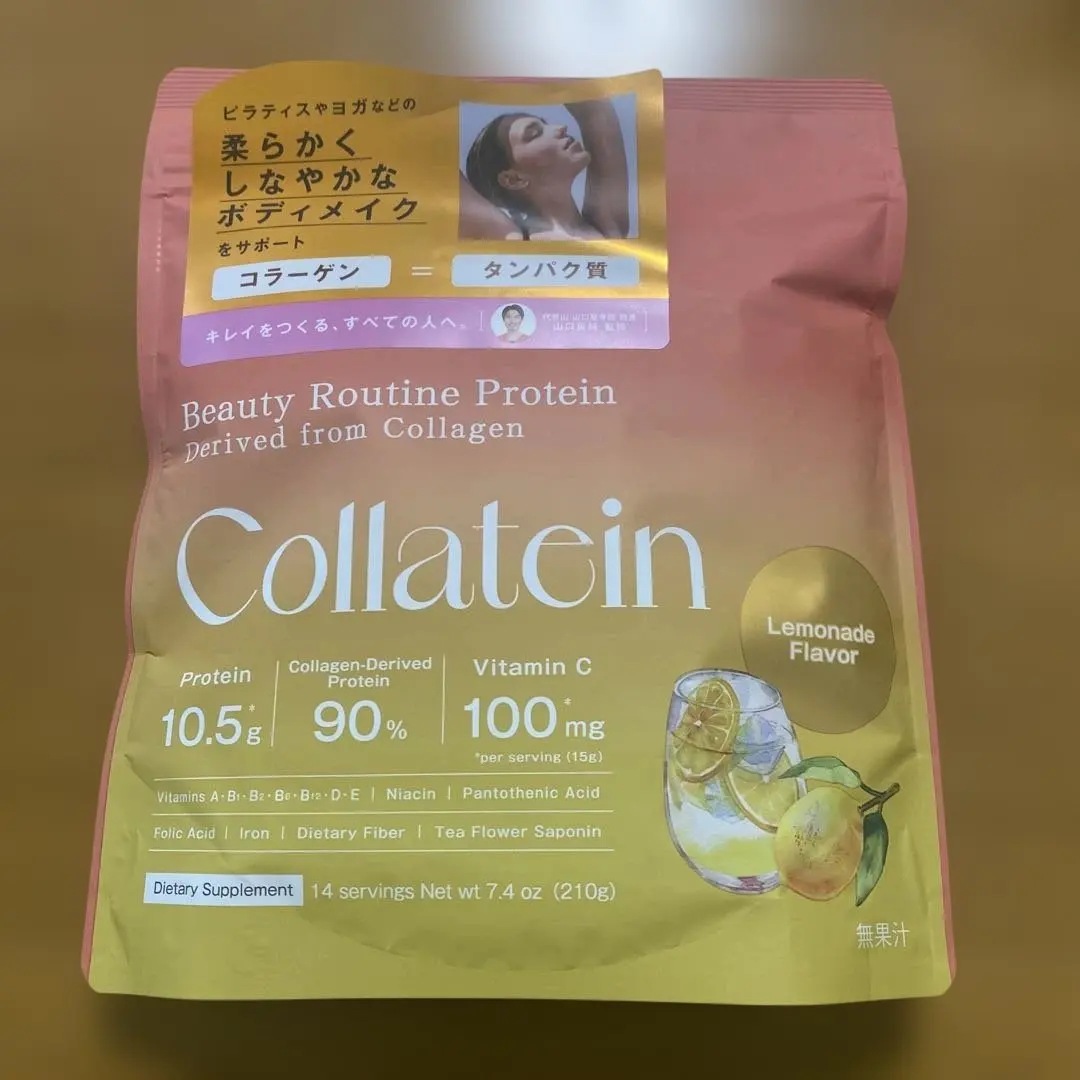 ピラティスやヨガなどの
柔らかく
しなやかな
ボディメイク
をサポート
コラーゲン = タンパク質
キレイをつくる、すべての人へ。
Beauty Routine Protein
Derived from Collagen
Collatein
Lemonade
Flavor
Protein
10.5g*
Collagen-Derived
Protein
90%
Vitamin C
100mg*
*per serving (15g)
Vitamins A・B1・B2・B6・B12・D・E | Niacin | Pantothenic Acid
Folic Acid | Iron | Dietary Fiber | Tea Flower Saponin
Dietary Supplement 14 servings Net wt 7.4 oz (210g)
無果汁